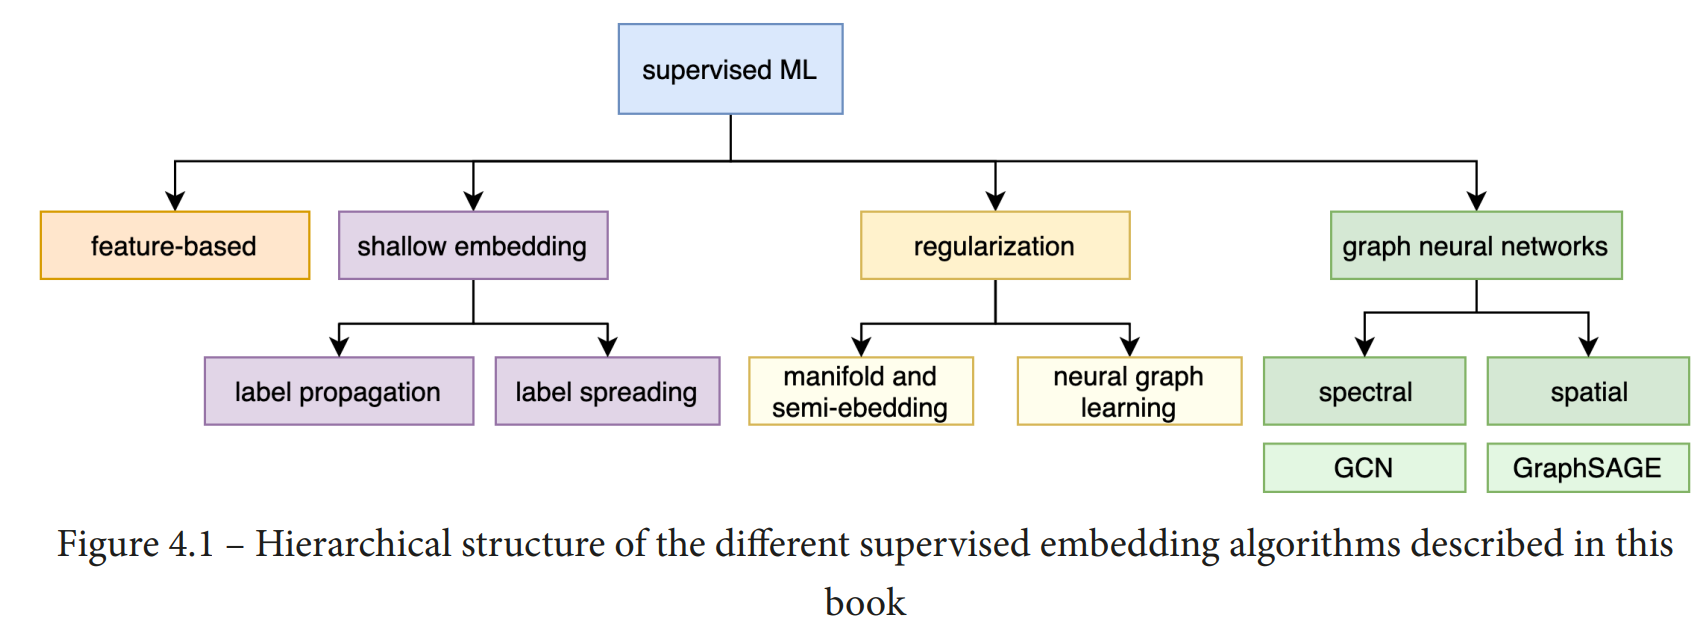 supervised ML
feature-based
shallow embedding
regularization
graph neural networks
label propagation
label spreading
manifold and
semi-ebedding
neural graph
learning
spectral
spatial
GCN
GraphSAGE
Figure 4.1 – Hierarchical structure of the different supervised embedding algorithms described in this
book